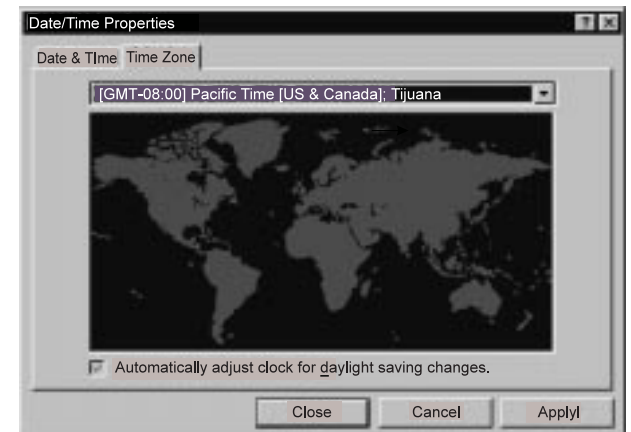 Date/Time Properties
Date & TIme Time Zone
[GMT-08:00] Pacific Time [US & Canada]; Tijuana
Automatically adjust clock for daylight saving changes.
Close Cancel Applyl